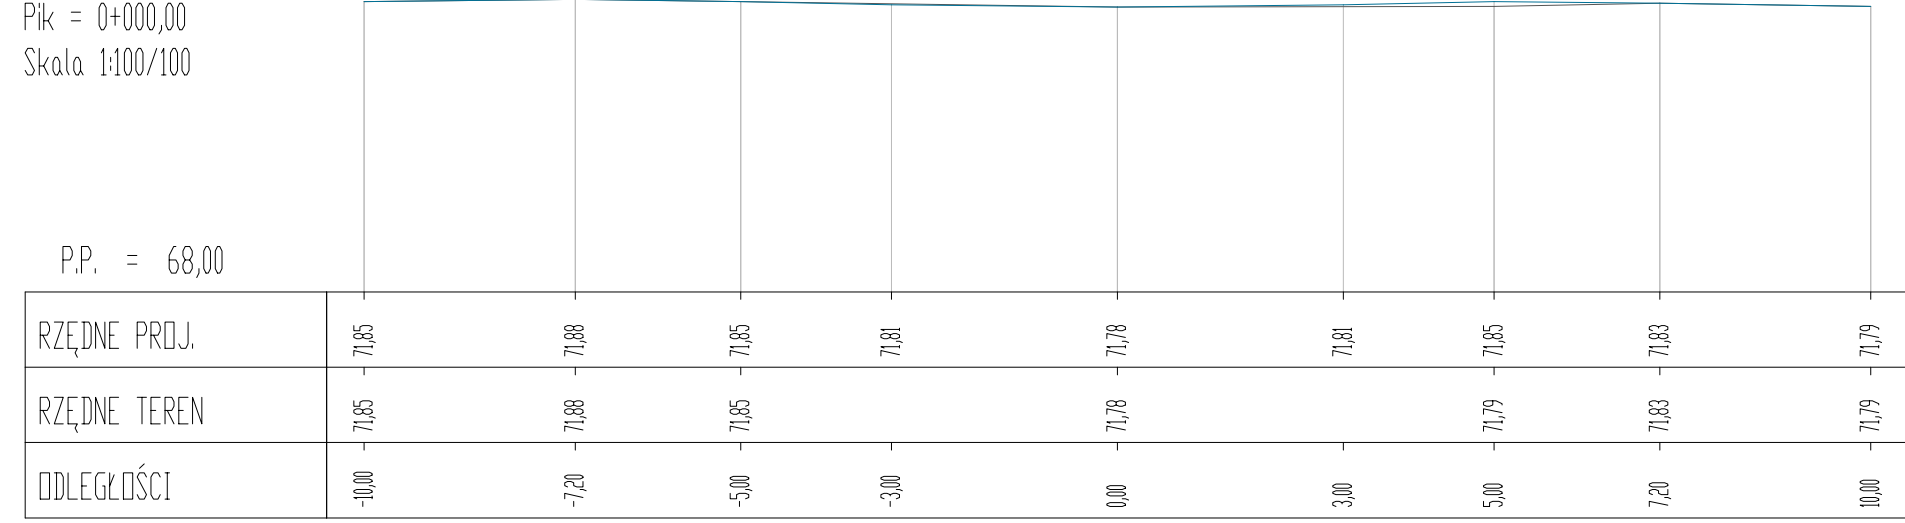 Pik = 0+000,00
Skala 1:100/100
P.P. = 68,00
RZĘDNE PROJ. 71,85 71,88 71,85 71,81 71,78 71,81 71,85 71,83 71,79
RZĘDNE TEREN 71,85 71,88 71,85 71,78 71,79 71,83 71,79
ODLEGŁOŚCI -10,00 -7,20 -5,00 -3,00 0,00 3,00 5,00 7,20 10,00